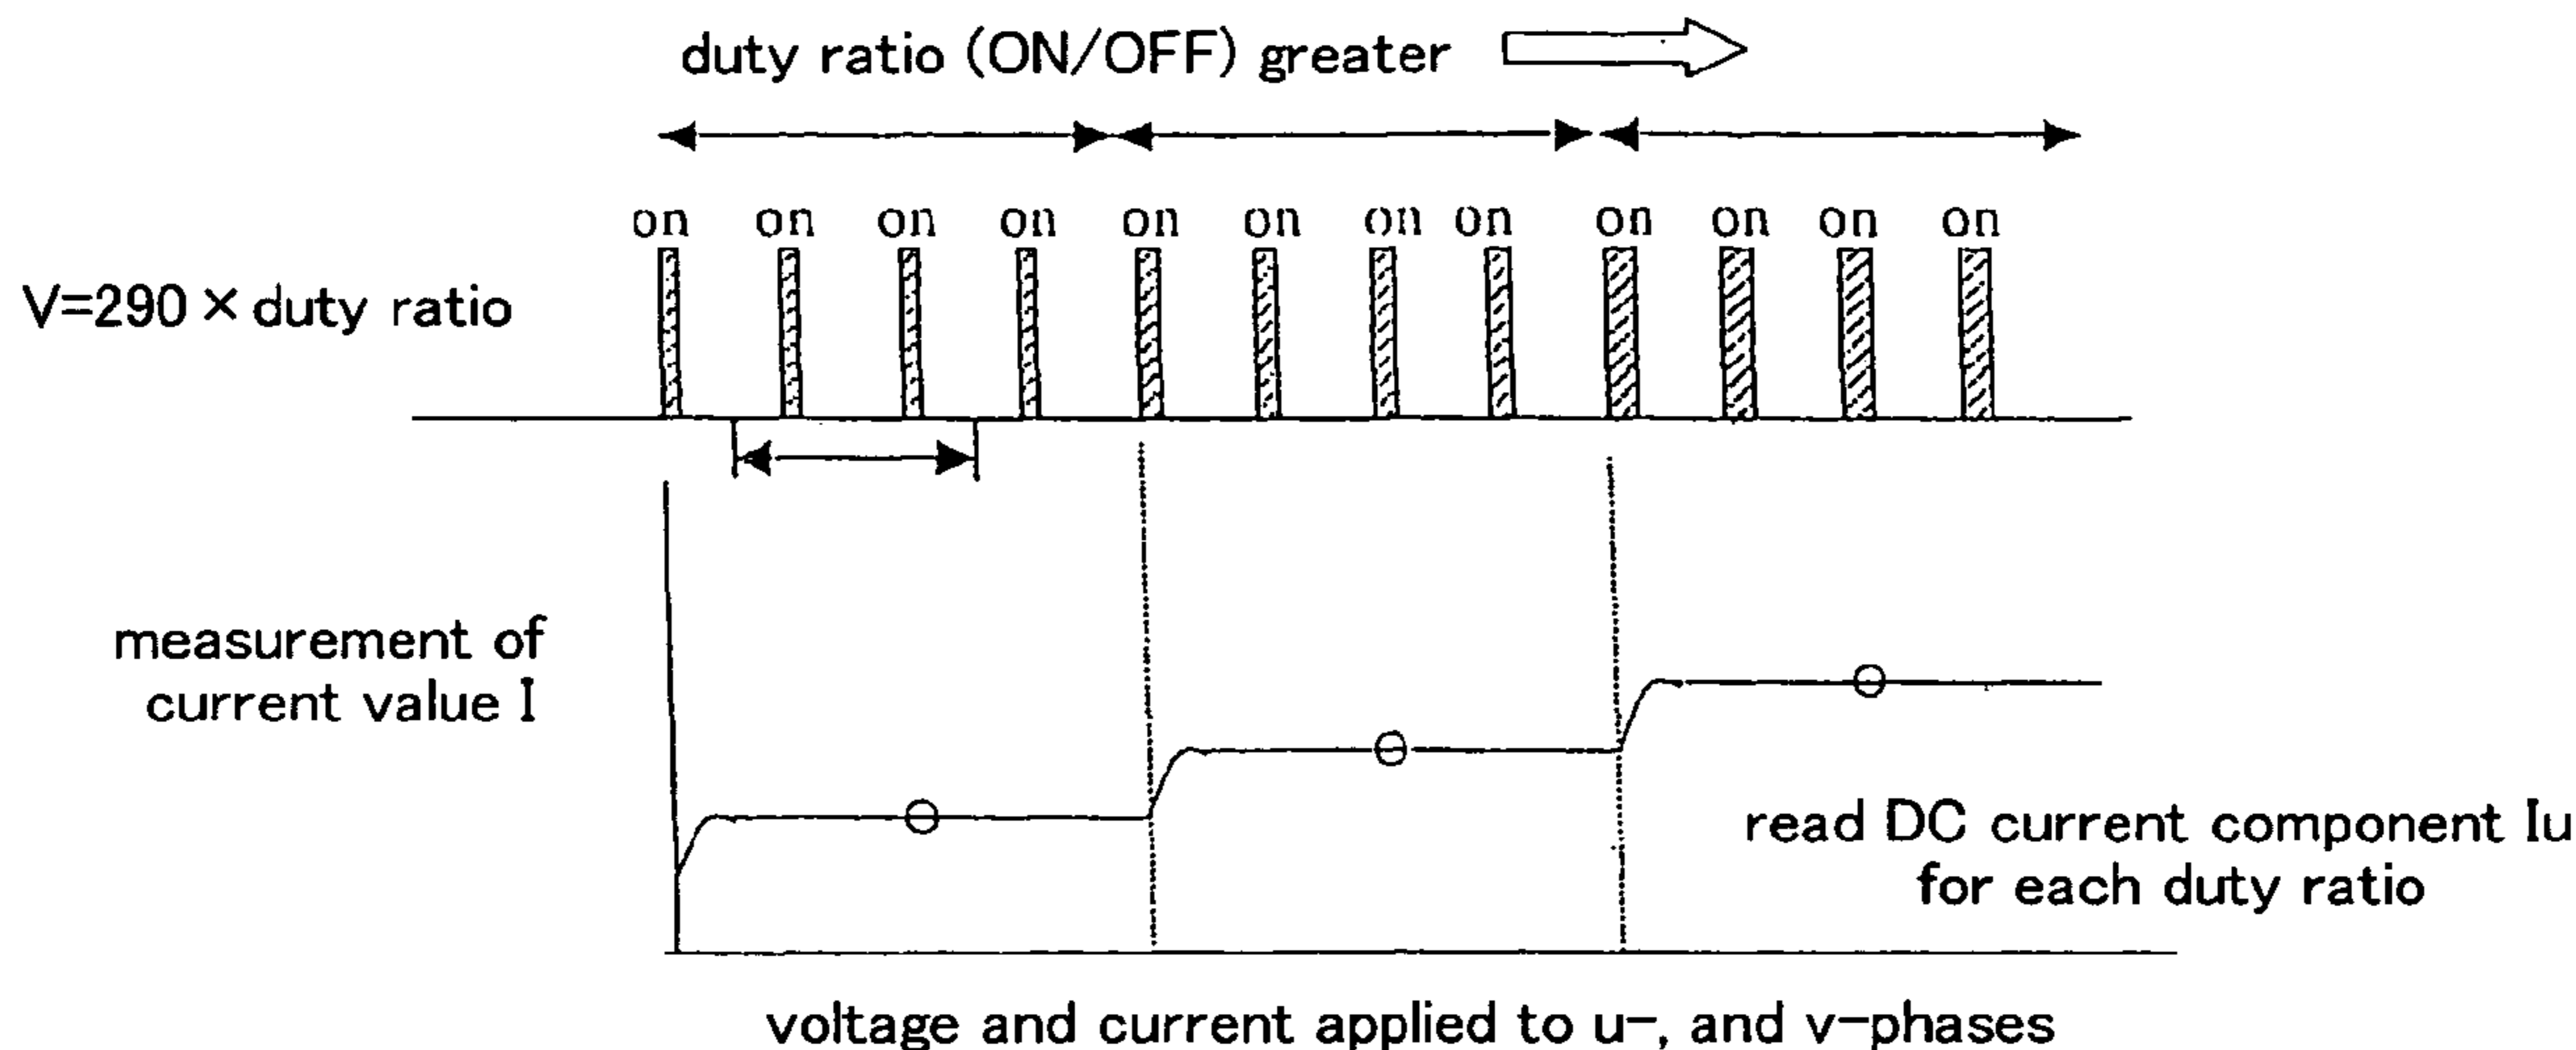 duty ratio (ON/OFF) greater
on on on on on on on on on on on on
V=290×duty ratio
measurement of
current value I
read DC current component Iu
for each duty ratio
voltage and current applied to u-, and v-phases